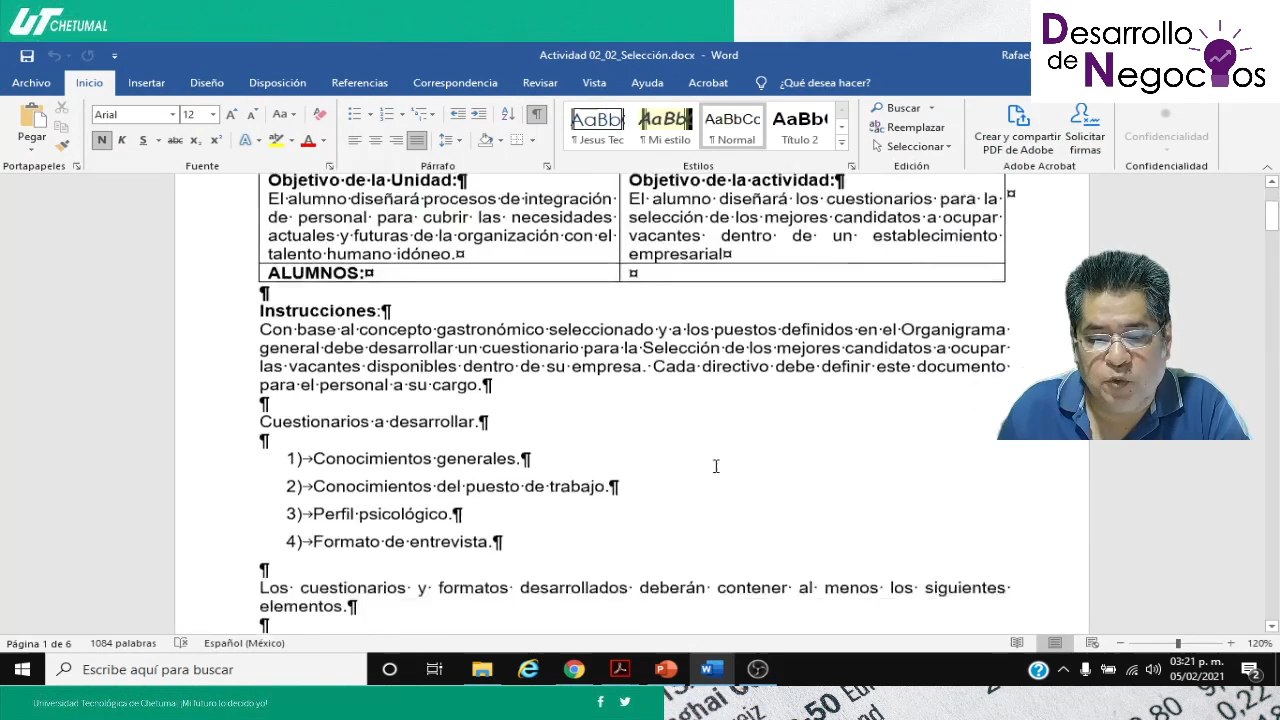 UT CHETUMAL
Desarrollo
de Negocios
Actividad 02_02_Selección.docx - Word
Rafael
Archivo Inicio Insertar Diseño Disposición Referencias Correspondencia Revisar Vista Ayuda Acrobat ¿Qué desea hacer?
Pegar
Arial 12
Aa
N K S abc x₂ x²
AaBbC AaBbC AaBbCc AaBbC
¶ Jesus Tec ¶ Mi estilo ¶ Normal Título 2
Buscar
Reemplazar
Seleccionar
Crear y compartir PDF de Adobe
Solicitar firmas
Confidencialidad
Portapapeles Fuente Párrafo Estilos Edición Adobe Acrobat Confidencialidad
Objetivo·de·la·Unidad:¶
El·alumno·diseñará·procesos·de·integración·
de· personal· para· cubrir· las· necesidades·
actuales·y·futuras·de·la·organización·con·el·
talento·humano·idóneo.¤
Objetivo·de·la·actividad:¶
El· alumno· diseñará· los· cuestionarios· para· la·
selección·de·los·mejores·candidatos·a·ocupar·
vacantes· dentro· de· un· establecimiento·
empresarial¤
¤
ALUMNOS:¤ ¤
¶
Instrucciones:¶
Con·base·al·concepto·gastronómico·seleccionado·y·a·los·puestos·definidos·en·el·Organigrama·
general·debe·desarrollar·un·cuestionario·para·la·Selección·de·los·mejores·candidatos·a·ocupar·
las·vacantes·disponibles·dentro·de·su·empresa.·Cada·directivo·debe·definir·este·documento·
para·el·personal·a·su·cargo.¶
¶
Cuestionarios·a·desarrollar.¶
¶
1)→Conocimientos·generales.¶
2)→Conocimientos·del·puesto·de·trabajo.¶
3)→Perfil·psicológico.¶
4)→Formato·de·entrevista.¶
¶
Los· cuestionarios· y· formatos· desarrollados· deberán· contener· al· menos· los· siguientes·
elementos.¶
¶
Página 1 de 6 1084 palabras Español (México) 120%
Escribe aquí para buscar
03:21 p. m.
05/02/2021
2
Universidad Tecnológica de Chetumal. ¡Mi futuro lo decido yo!